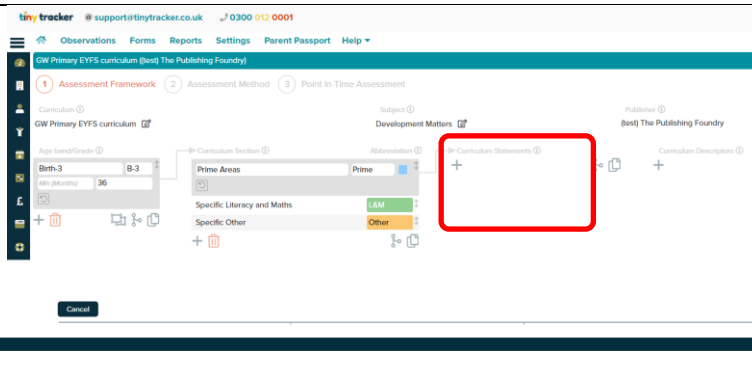 tiny tracker @ support@tinytracker.co.uk 0300 012 0001
Observations Forms Reports Settings Parent Passport Help
GW Primary EYFS curriculum ((test) The Publishing Foundry)
1 Assessment Framework 2 Assessment Method 3 Point In Time Assessment
Curriculum Subject Publisher
GW Primary EYFS curriculum Development Matters (test) The Publishing Foundry
Age band/Grade Curriculum Section Abbreviation Curriculum Statements Curriculum Descriptors
Birth-3 B-3 Prime Areas Prime
Min (Months) 36
Specific Literacy and Maths L&M
Specific Other Other
Cancel